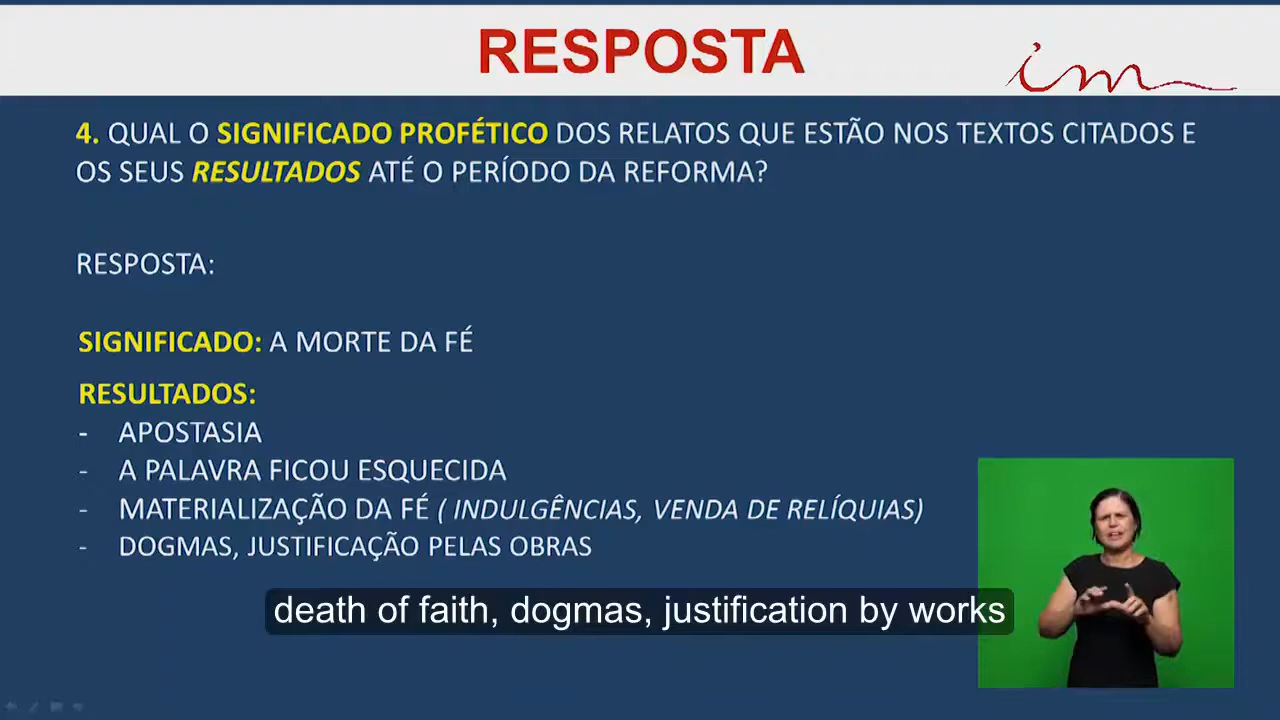 RESPOSTA
im
4. QUAL O SIGNIFICADO PROFÉTICO DOS RELATOS QUE ESTÃO NOS TEXTOS CITADOS E
OS SEUS RESULTADOS ATÉ O PERÍODO DA REFORMA?
RESPOSTA:
SIGNIFICADO: A MORTE DA FÉ
RESULTADOS:
- APOSTASIA
- A PALAVRA FICOU ESQUECIDA
- MATERIALIZAÇÃO DA FÉ ( INDULGÊNCIAS, VENDA DE RELÍQUIAS)
- DOGMAS, JUSTIFICAÇÃO PELAS OBRAS
death of faith, dogmas, justification by works